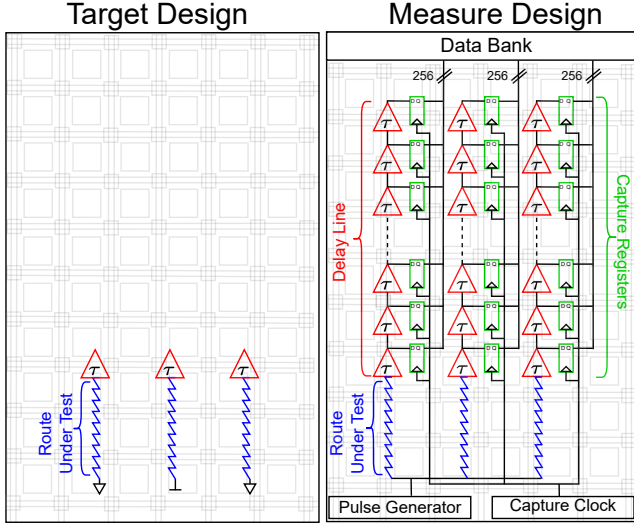 Target Design
Measure Design
Data Bank
256
256
256
τ
τ
τ
τ
τ
τ
τ
τ
τ
Delay Line
Capture Registers
τ
τ
τ
τ
τ
τ
τ
τ
τ
τ
τ
τ
Route
Under Test
Route
Under Test
Pulse Generator
Capture Clock